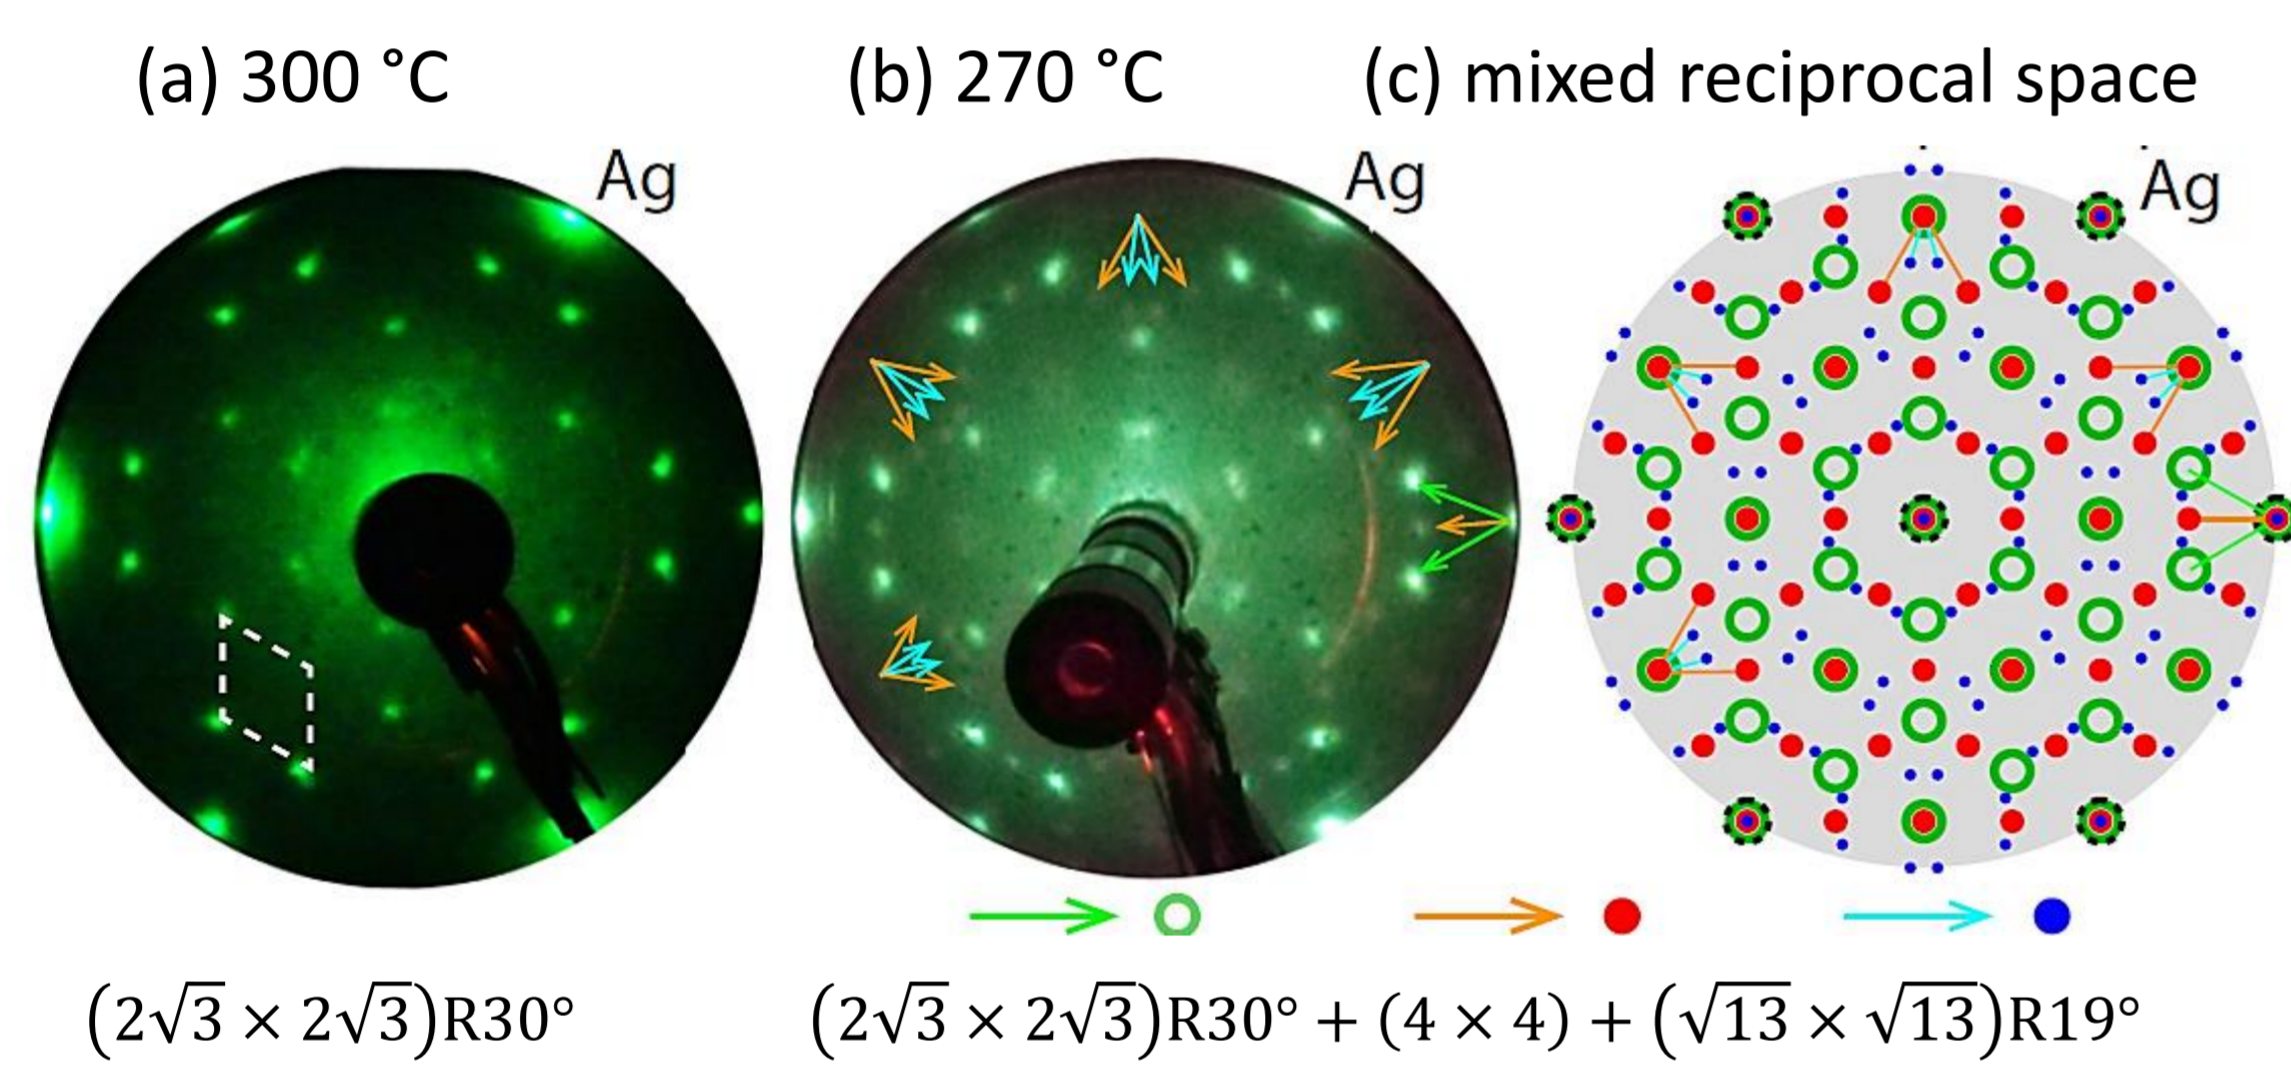 (a) 300 °C
(b) 270 °C
(c) mixed reciprocal space
Ag
Ag
Ag
(2√3 × 2√3)R30°
(2√3 × 2√3)R30° + (4 × 4) + (√13 × √13)R19°